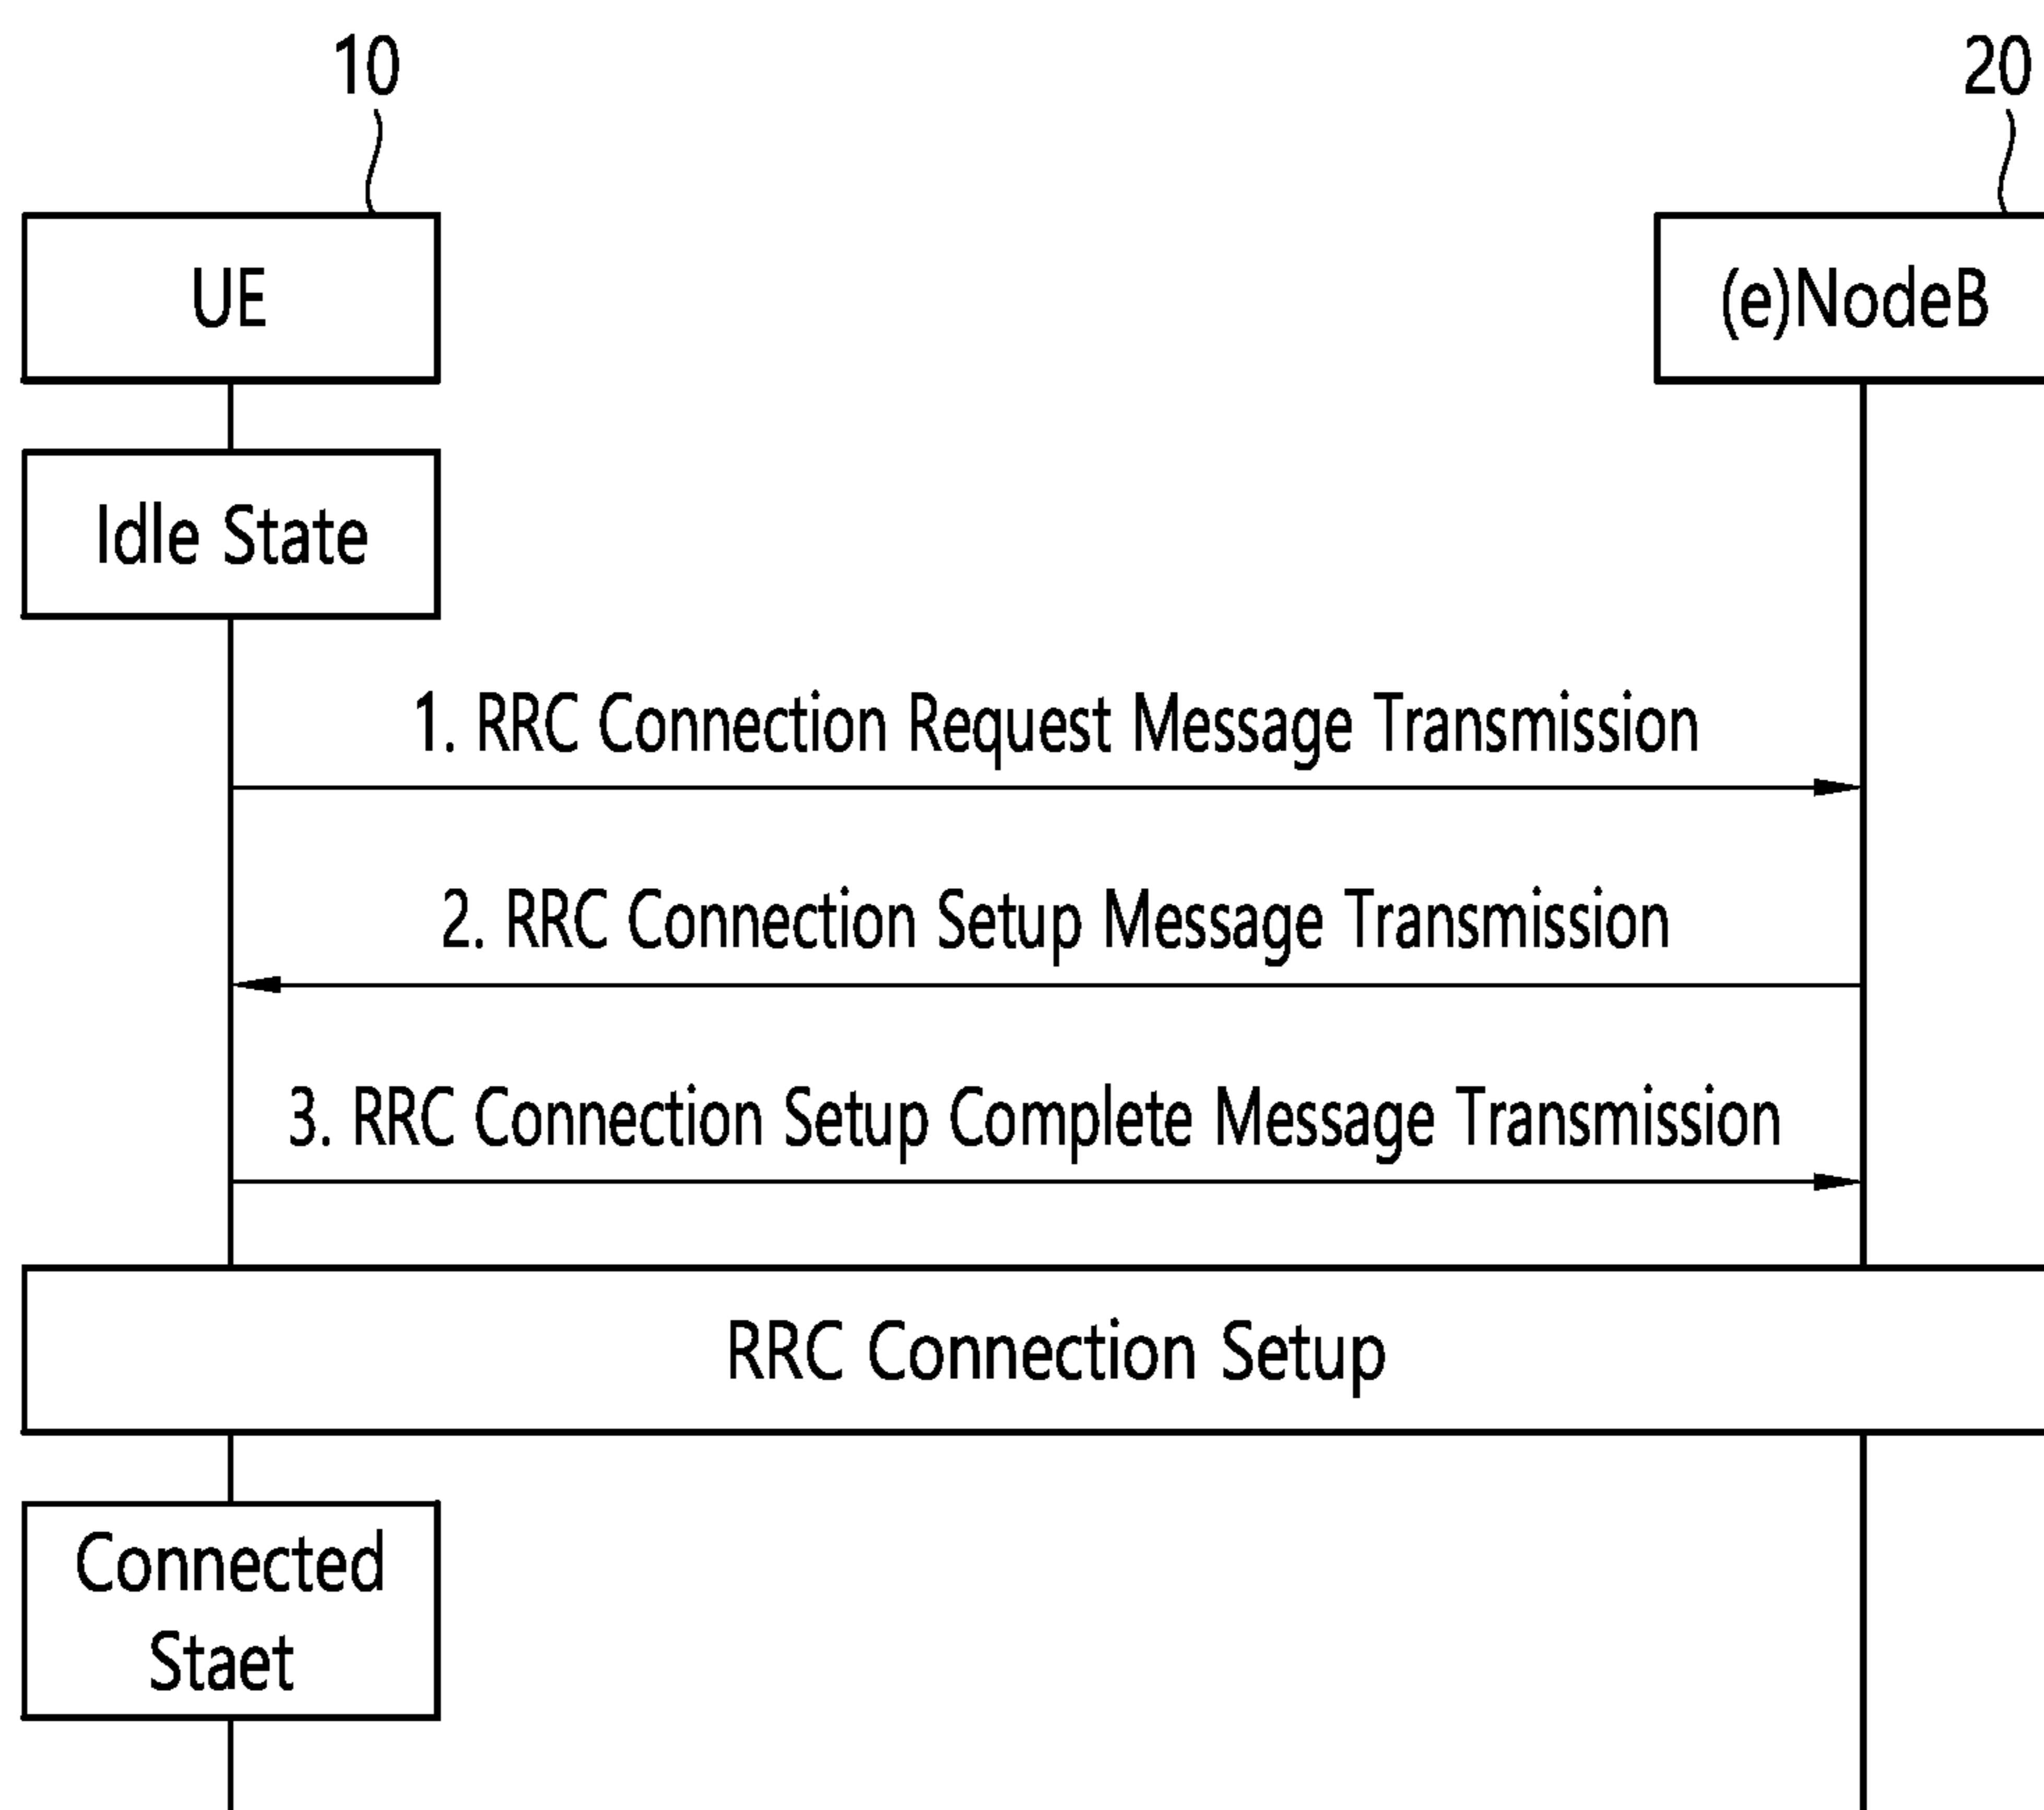 10
20
UE
(e)NodeB
Idle State
1. RRC Connection Request Message Transmission
2. RRC Connection Setup Message Transmission
3. RRC Connection Setup Complete Message Transmission
RRC Connection Setup
Connected
Staet